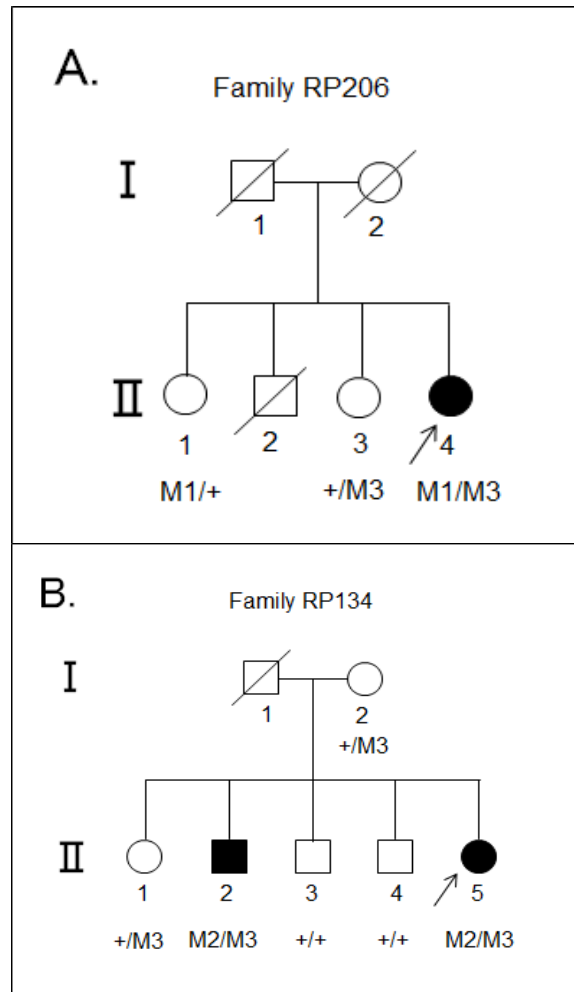 A.
Family RP206
I
1 2
II
1 2 3 4
M1/+ +/M3 M1/M3
B.
Family RP134
I
1 2
+/M3
II
1 2 3 4 5
+/M3 M2/M3 +/+ +/+ M2/M3